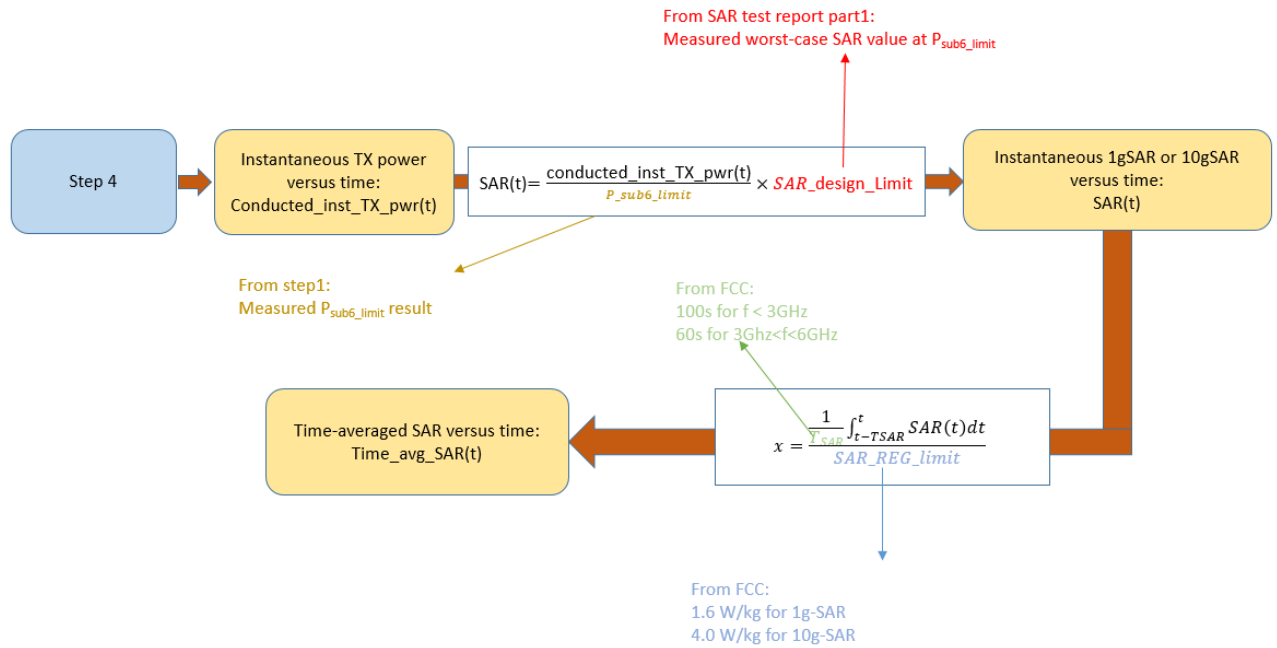 From SAR test report part1:
Measured worst-case SAR value at P_sub6_limit
Step 4
Instantaneous TX power
versus time:
Conducted_inst_TX_pwr(t)
SAR(t)= conducted_inst_TX_pwr(t) / P_sub6_limit × SAR_design_Limit
Instantaneous 1gSAR or 10gSAR
versus time:
SAR(t)
From step1:
Measured P_sub6_limit result
From FCC:
100s for f < 3GHz
60s for 3Ghz<f<6GHz
Time-averaged SAR versus time:
Time_avg_SAR(t)
x = 1/T_SAR ∫_{t−TSAR}^{t} SAR(t)dt / SAR_REG_limit
From FCC:
1.6 W/kg for 1g-SAR
4.0 W/kg for 10g-SAR